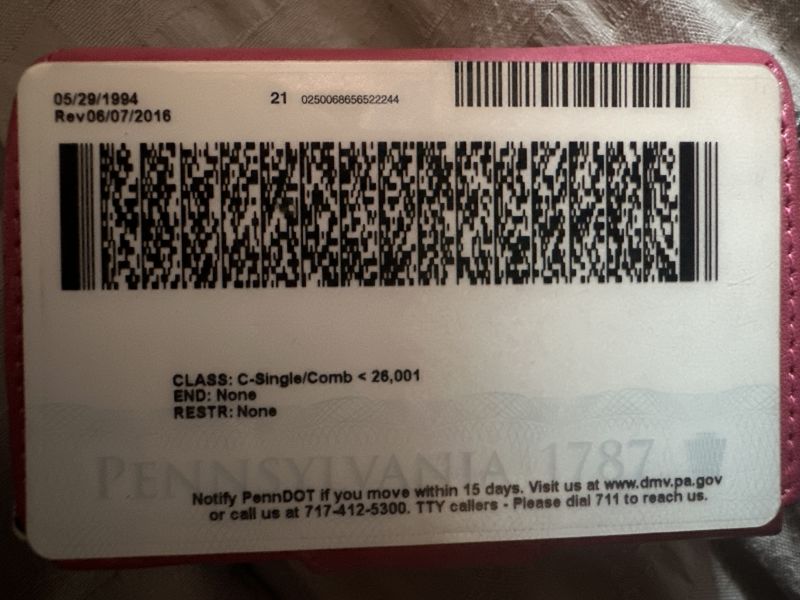 05/29/1994
Rev06/07/2016
21 0250068656522244
CLASS: C-Single/Comb < 26,001
END: None
RESTR: None
PENNSYLVANIA 1787
Notify PennDOT if you move within 15 days. Visit us at www.dmv.pa.gov
or call us at 717-412-5300. TTY callers - Please dial 711 to reach us.